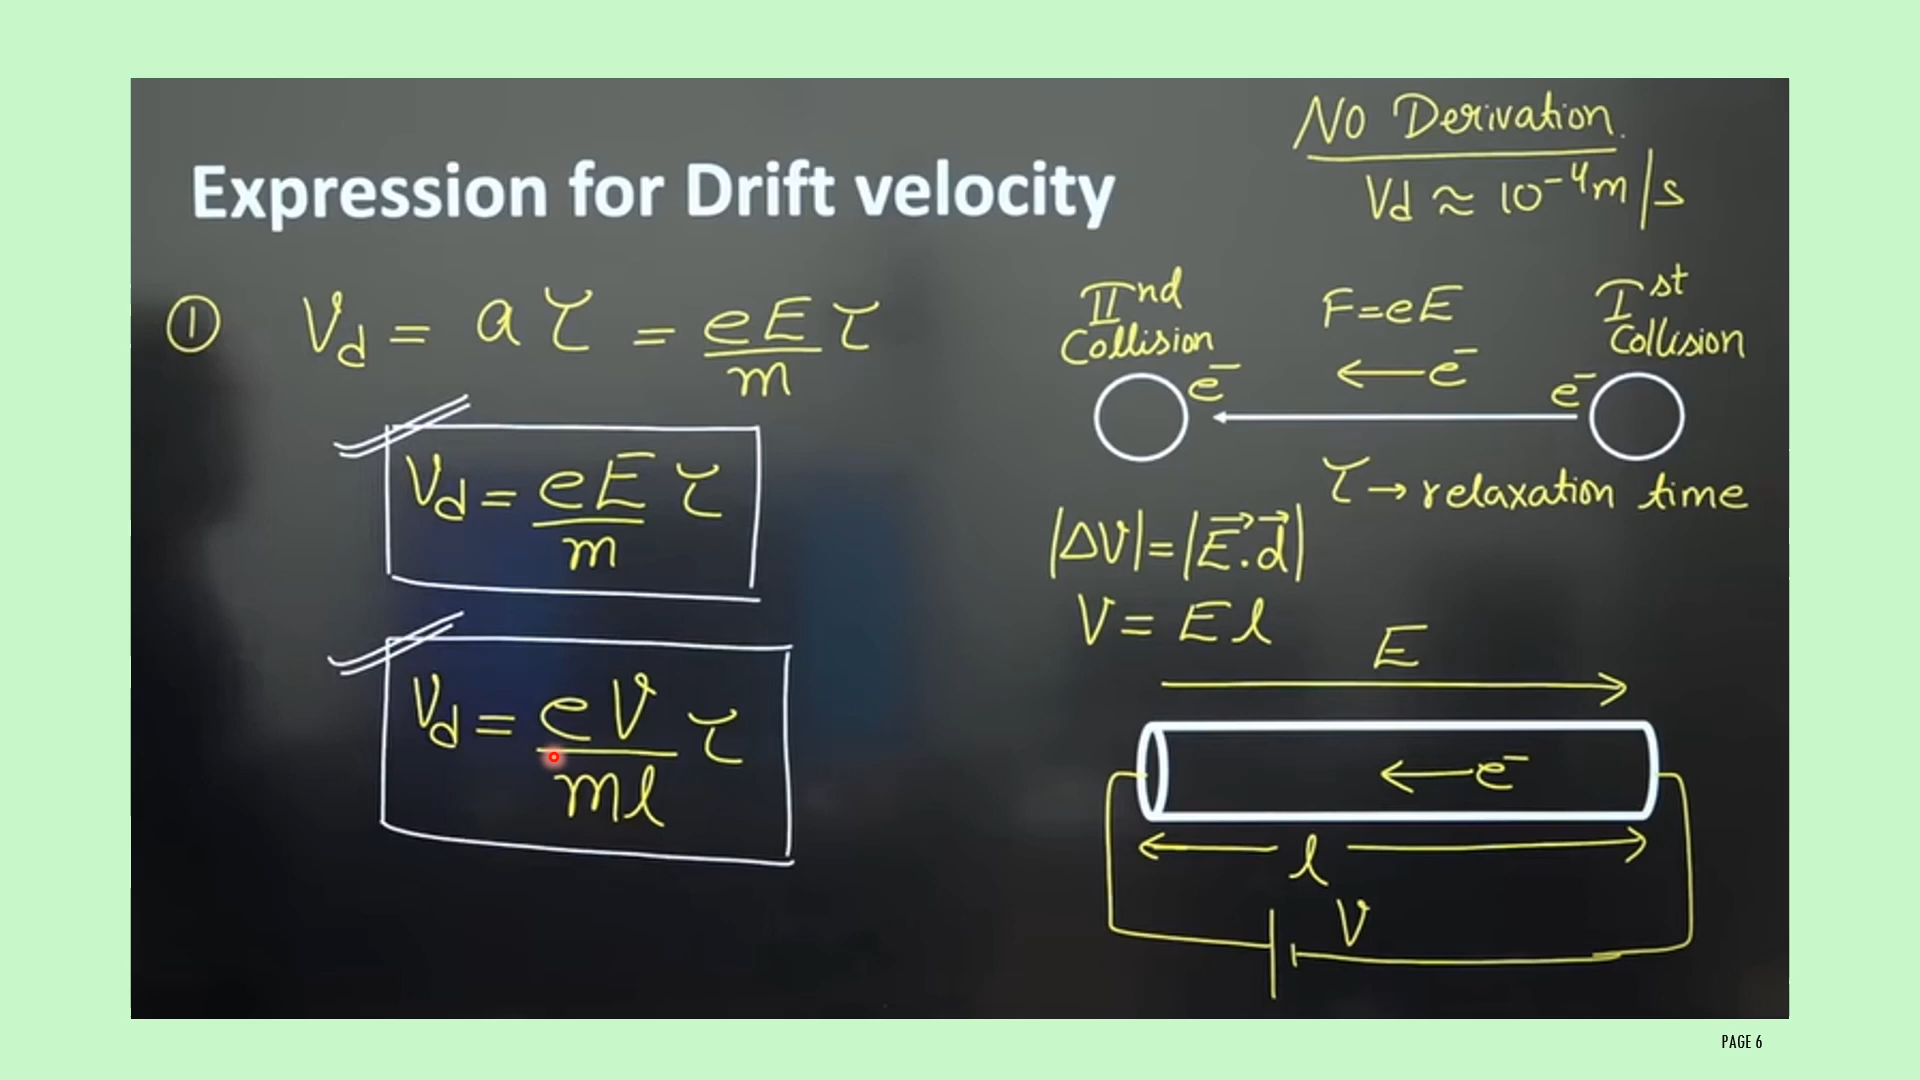 NO Derivation.
Vd ≈ 10⁻⁴m/s
Expression for Drift velocity
① Vd = aτ = eE/m τ
Vd = eE/m τ
Vd = eV/ml τ
IInd Collision
F=eE
Ist Collision
e⁻
← e⁻
e⁻
τ → relaxation time
|ΔV| = |E⃗.d⃗|
V = El
E
← e⁻
l
V
PAGE 6